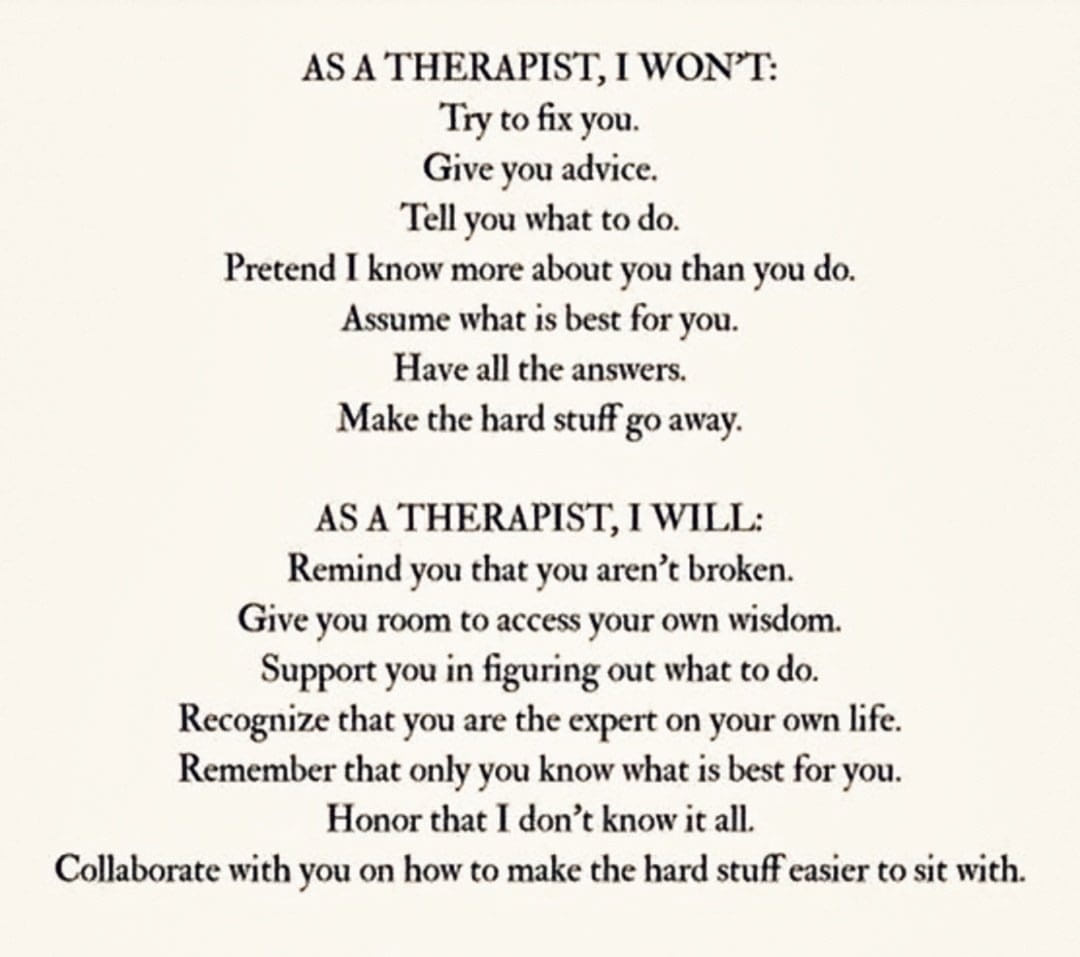 AS A THERAPIST, I WON'T:
Try to fix you.
Give you advice.
Tell you what to do.
Pretend I know more about you than you do.
Assume what is best for you.
Have all the answers.
Make the hard stuff go away.
AS A THERAPIST, I WILL:
Remind you that you aren't broken.
Give you room to access your own wisdom.
Support you in figuring out what to do.
Recognize that you are the expert on your own life.
Remember that only you know what is best for you.
Honor that I don't know it all.
Collaborate with you on how to make the hard stuff easier to sit with.